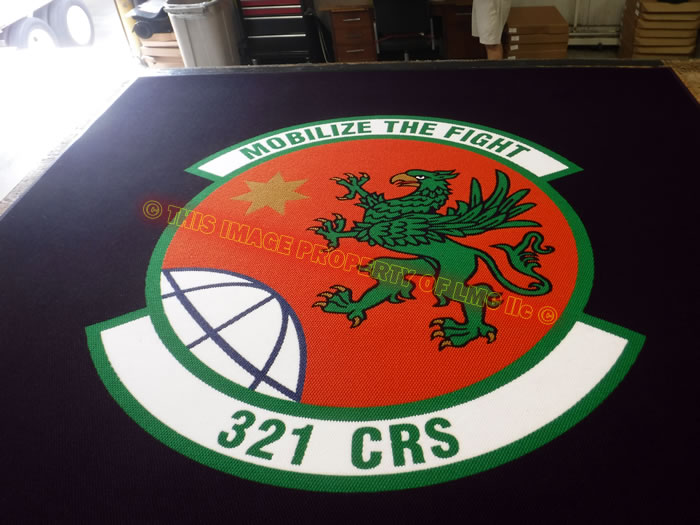 MOBILIZE THE FIGHT
© THIS IMAGE PROPERTY OF LMC llc ©
321 CRS